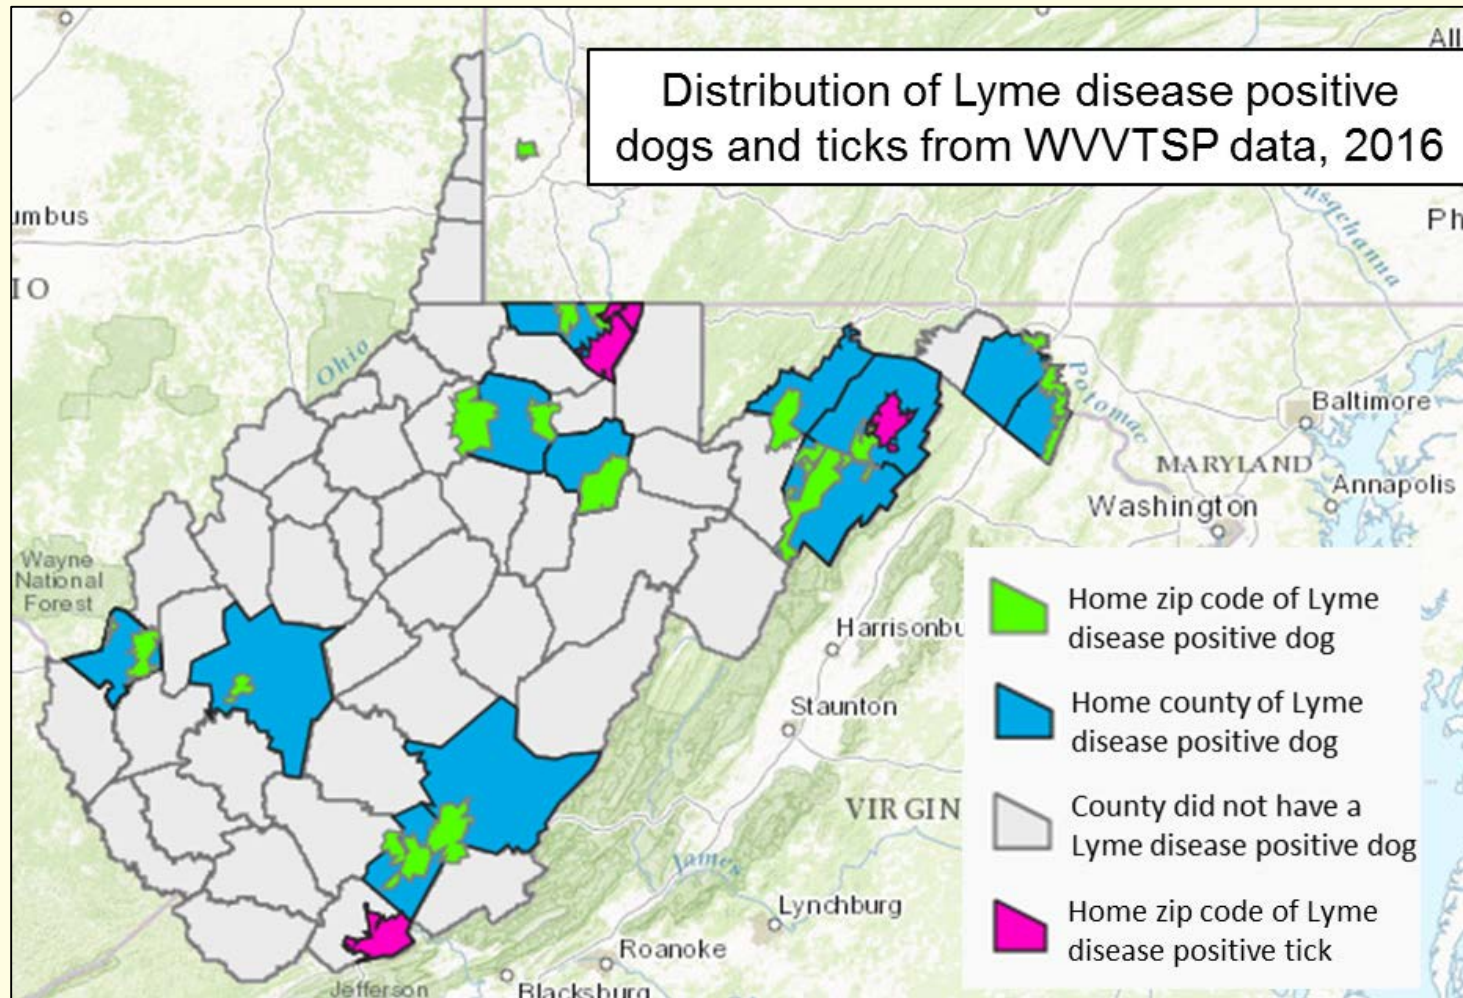 All
Distribution of Lyme disease positive
dogs and ticks from WVVTSP data, 2016
umbus
Ph
IO
Ohio
Potomac
Baltimore
MARYLAND
Annapolis
Washington
Wayne
National
Forest
Harrisonbu
Staunton
VIRGIN
James
Lynchburg
Roanoke
Jefferson
Blacksburg
Home zip code of Lyme
disease positive dog
Home county of Lyme
disease positive dog
County did not have a
Lyme disease positive dog
Home zip code of Lyme
disease positive tick